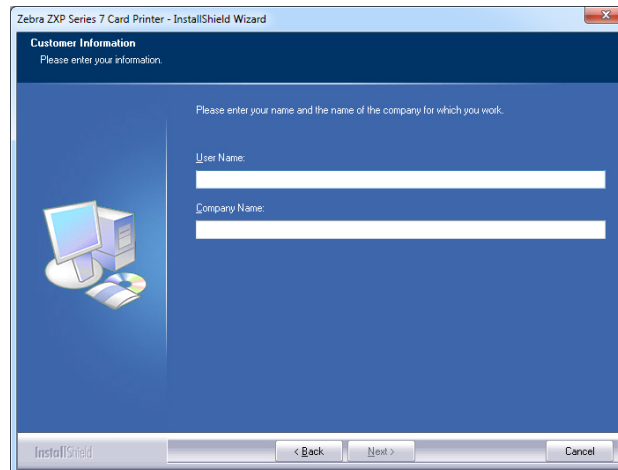 Zebra ZXP Series 7 Card Printer - InstallShield Wizard
Customer Information
Please enter your information.
Please enter your name and the name of the company for which you work.
User Name:
Company Name:
InstallShield
< Back
Next >
Cancel